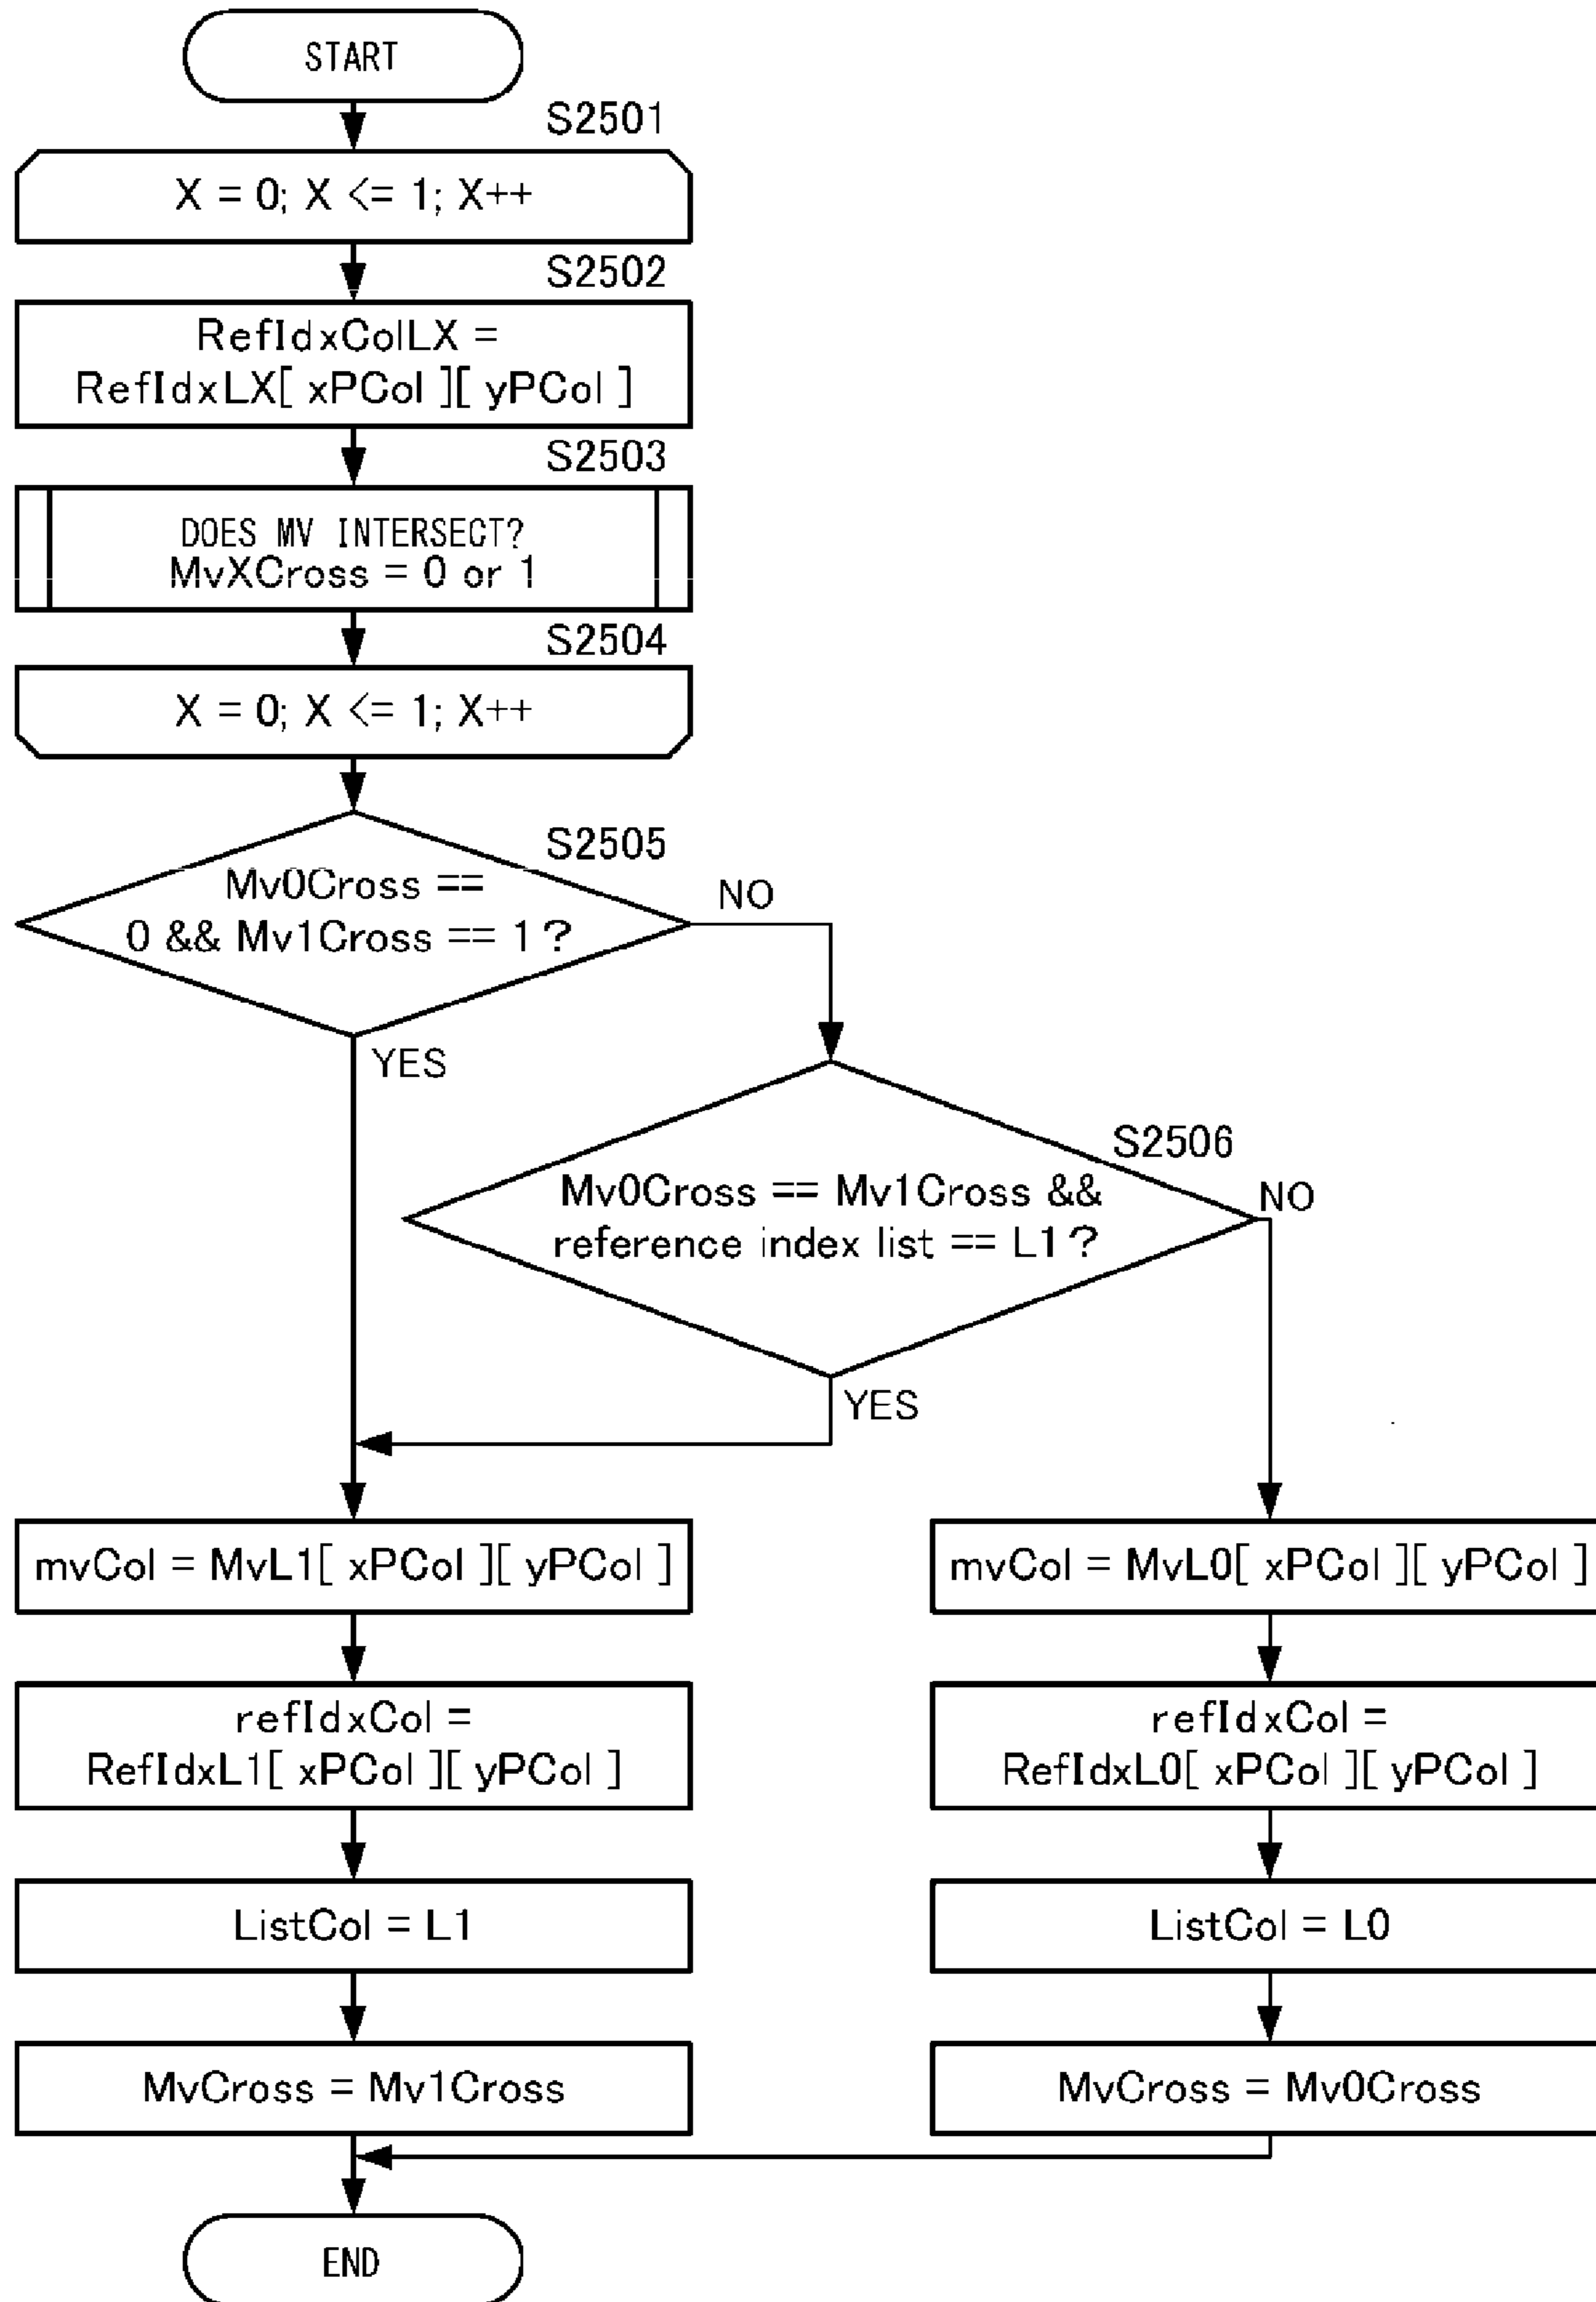 START
S2501
X = 0; X <= 1; X++
S2502
RefIdxColLX =
RefIdxLX[ xPCol ][ yPCol ]
S2503
DOES MV INTERSECT?
MvXCross = 0 or 1
S2504
X = 0; X <= 1; X++
S2505
Mv0Cross ==
0 && Mv1Cross == 1?
NO
YES
S2506
Mv0Cross == Mv1Cross &&
reference index list == L1?
NO
YES
mvCol = MvL1[ xPCol ][ yPCol ]
refIdxCol =
RefIdxL1[ xPCol ][ yPCol ]
ListCol = L1
MvCross = Mv1Cross
mvCol = MvL0[ xPCol ][ yPCol ]
refIdxCol =
RefIdxL0[ xPCol ][ yPCol ]
ListCol = L0
MvCross = Mv0Cross
END